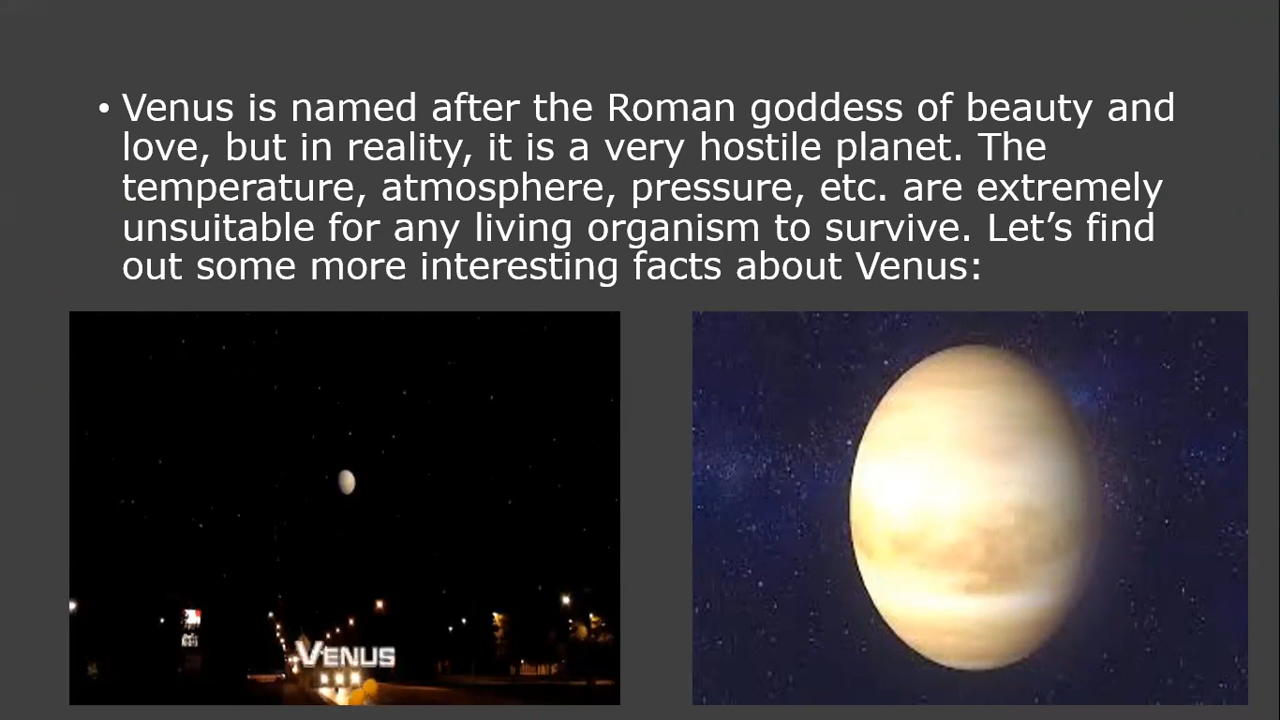 • Venus is named after the Roman goddess of beauty and
love, but in reality, it is a very hostile planet. The
temperature, atmosphere, pressure, etc. are extremely
unsuitable for any living organism to survive. Let’s find
out some more interesting facts about Venus:
VENUS